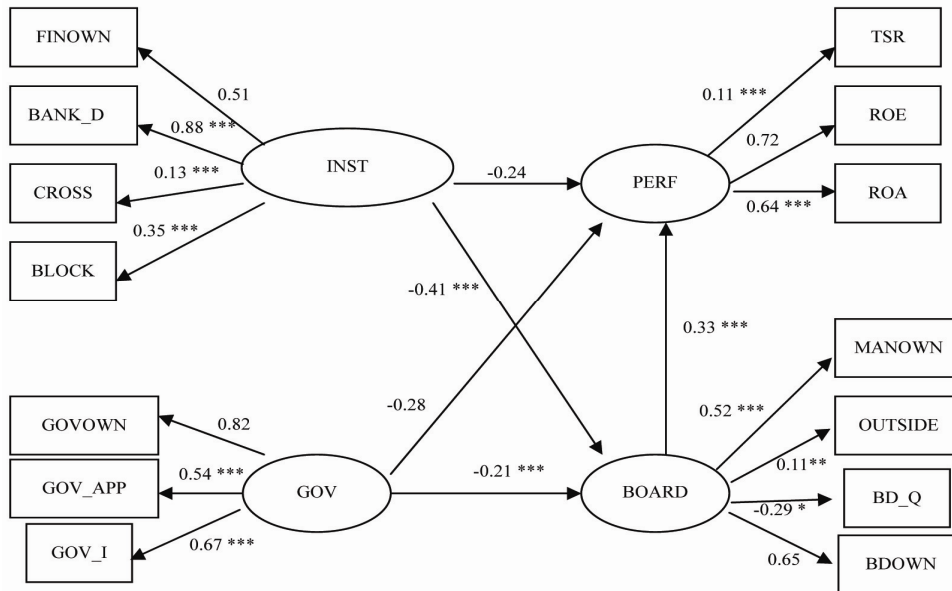 FINOWN
TSR
0.51
0.11 ***
BANK_D
ROE
0.88 ***
0.72
INST
PERF
CROSS
0.13 ***
-0.24
ROA
0.64 ***
0.35 ***
BLOCK
-0.41 ***
0.33 ***
MANOWN
-0.28
0.52 ***
GOVOWN
0.82
OUTSIDE
0.11**
GOV_APP
0.54 ***
GOV
-0.21 ***
BOARD
BD_Q
-0.29 *
GOV_I
0.67 ***
0.65
BDOWN